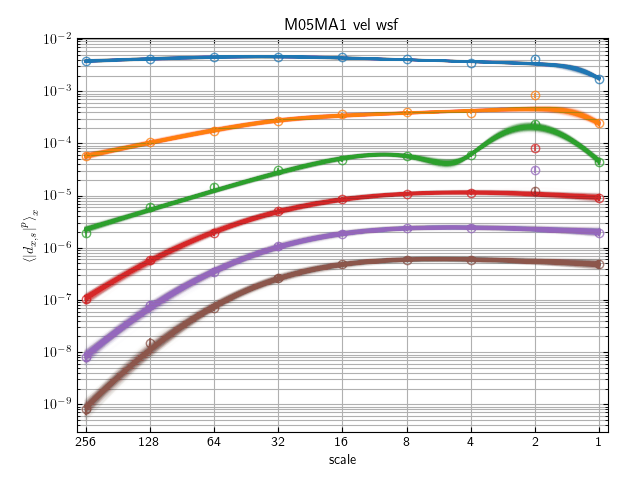 M05MA1 vel wsf
10⁻²
10⁻³
10⁻⁴
10⁻⁵
10⁻⁶
10⁻⁷
10⁻⁸
10⁻⁹
⟨|d_{x,s}|^p⟩_x
256 128 64 32 16 8 4 2 1
scale